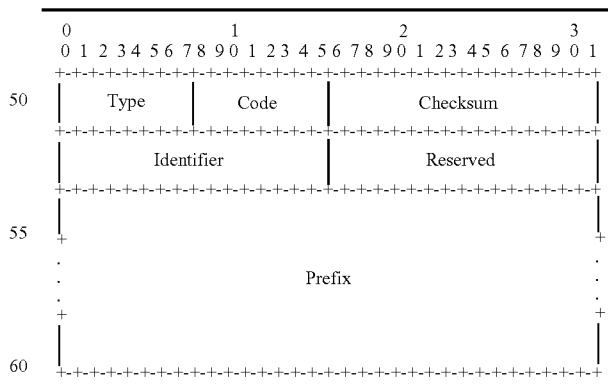 0 1 2 3
0 1 2 3 4 5 6 7 8 9 0 1 2 3 4 5 6 7 8 9 0 1 2 3 4 5 6 7 8 9 0 1
+-+-+-+-+-+-+-+-+-+-+-+-+-+-+-+-+-+-+-+-+-+-+-+-+-+-+-+-+-+-+-+-+
50 Type Code Checksum
+-+-+-+-+-+-+-+-+-+-+-+-+-+-+-+-+-+-+-+-+-+-+-+-+-+-+-+-+-+-+-+-+
Identifier Reserved
+-+-+-+-+-+-+-+-+-+-+-+-+-+-+-+-+-+-+-+-+-+-+-+-+-+-+-+-+-+-+-+-+
55
+ +
. .
. Prefix .
. .
+ +
60 +-+-+-+-+-+-+-+-+-+-+-+-+-+-+-+-+-+-+-+-+-+-+-+-+-+-+-+-+-+-+-+-+